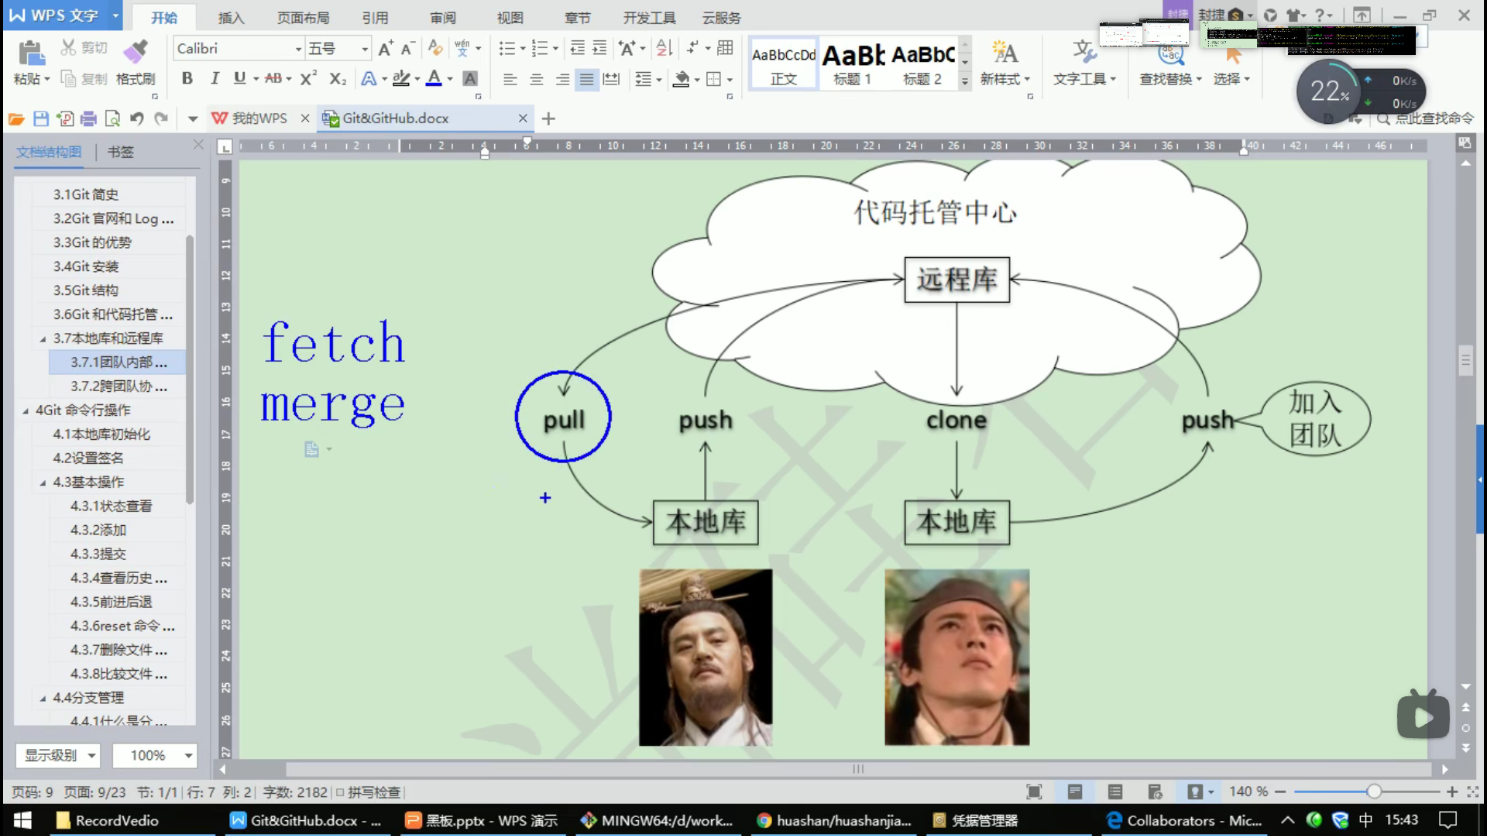 WPS 文字
开始 插入 页面布局 引用 审阅 视图 章节 开发工具 云服务
封捷 封捷
剪切
粘贴 复制 格式刷
Calibri 五号
AaBbCcDd 正文
标题 1
AaBbC 标题 2
新样式 文字工具 查找替换 选择
22%
0K/s
0K/s
我的WPS
Git&GitHub.docx
点此查找命令
文档结构图 书签
3.1Git 简史
3.2Git 官网和 Log ...
3.3Git 的优势
3.4Git 安装
3.5Git 结构
3.6Git 和代码托管 ...
3.7本地库和远程库
3.7.1团队内部 ...
3.7.2跨团队协 ...
4Git 命令行操作
4.1本地库初始化
4.2设置签名
4.3基本操作
4.3.1状态查看
4.3.2添加
4.3.3提交
4.3.4查看历史 ...
4.3.5前进后退
4.3.6reset 命令 ...
4.3.7删除文件 ...
4.3.8比较文件 ...
4.4分支管理
4.4.1什么是分 ...
显示级别 100%
代码托管中心
远程库
fetch
merge
pull push clone push
加入
团队
本地库 本地库
页码: 9 页面: 9/23 节: 1/1 行: 7 列: 2 字数: 2182 拼写检查
140 %
RecordVedio
Git&GitHub.docx - ...
黑板.pptx - WPS 演示
MINGW64:/d/work...
huashan/huashanjia...
凭据管理器
Collaborators - Mic...
中 15:43